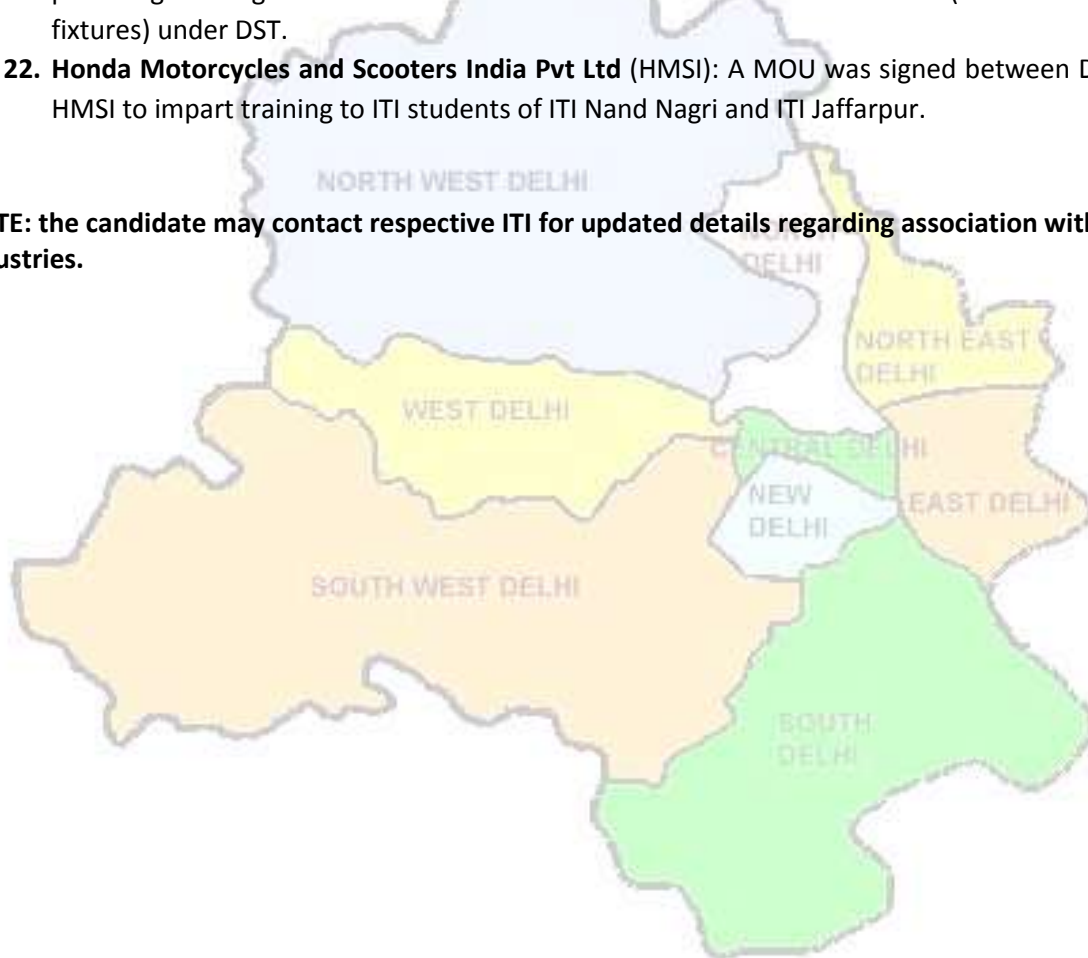 fixtures) under DST.
22. Honda Motorcycles and Scooters India Pvt Ltd (HMSI): A MOU was signed between
HMSI to impart training to ITI students of ITI Nand Nagri and ITI Jaffarpur.
NORTH WEST DELHI
TE: the candidate may contact respective ITI for updated details regarding association with
ustries.
NORTH
DELHI
NORTH EAST
DELHI
WEST DELHI
CENTRAL DELHI
NEW
DELHI
EAST DELHI
SOUTH WEST DELHI
SOUTH
DELHI